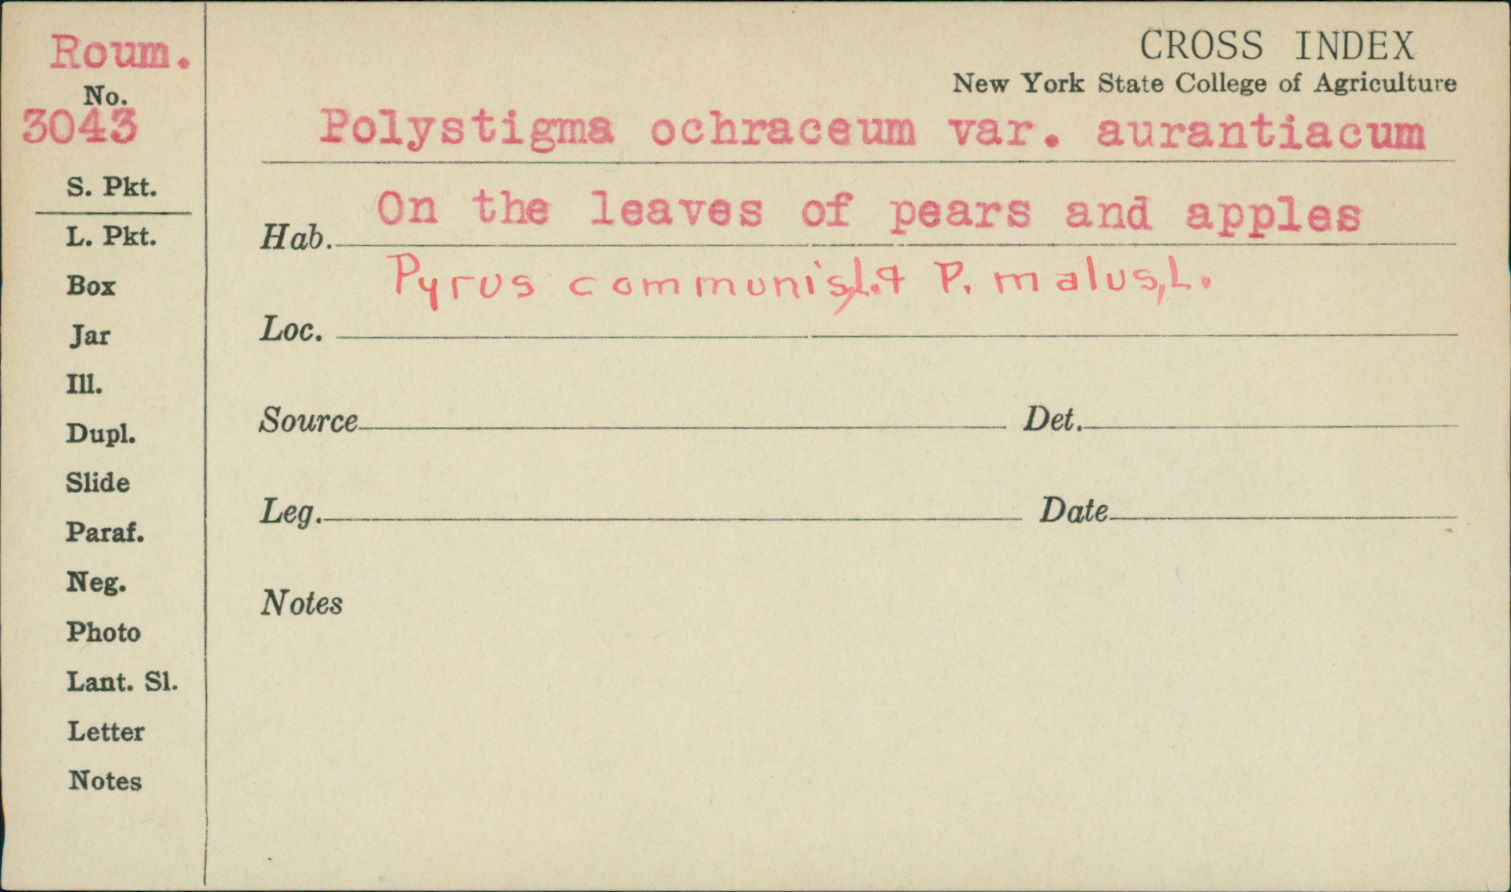 Roum.
No.
3043
S. Pkt.
L. Pkt.
Box
Jar
Ill.
Dupl.
Slide
Paraf.
Neg.
Photo
Lant. Sl.
Letter
Notes
CROSS INDEX
New York State College of Agriculture
Polystigma ochraceum var. aurantiacum
Hab. On the leaves of pears and apples
Pyrus communis, L. & P. malus, L.
Loc.
Source Det.
Leg. Date
Notes